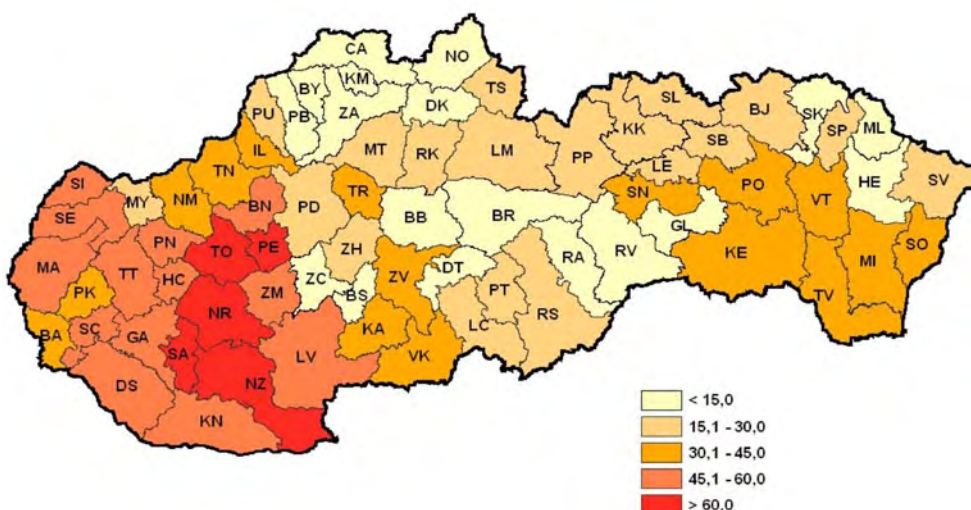 CA
NO
BY
KM
TS
PU
PB
ZA
DK
SL
BJ
SK
ML
KK
SP
IL
MT
RK
LM
PP
SB
TN
LE
HE
SV
SI
NM
TR
SN
PO
VT
MY
BN
PD
BB
BR
SE
GL
PN
TO
PE
ZH
RV
RA
KE
SO
MA
TT
HC
ZC
BS
ZV
DT
MI
PK
ZM
PT
TV
NR
KA
RS
BA
SC
GA
LC
SA
LV
VK
DS
NZ
KN
< 15,0
15,1 - 30,0
30,1 - 45,0
45,1 - 60,0
> 60,0